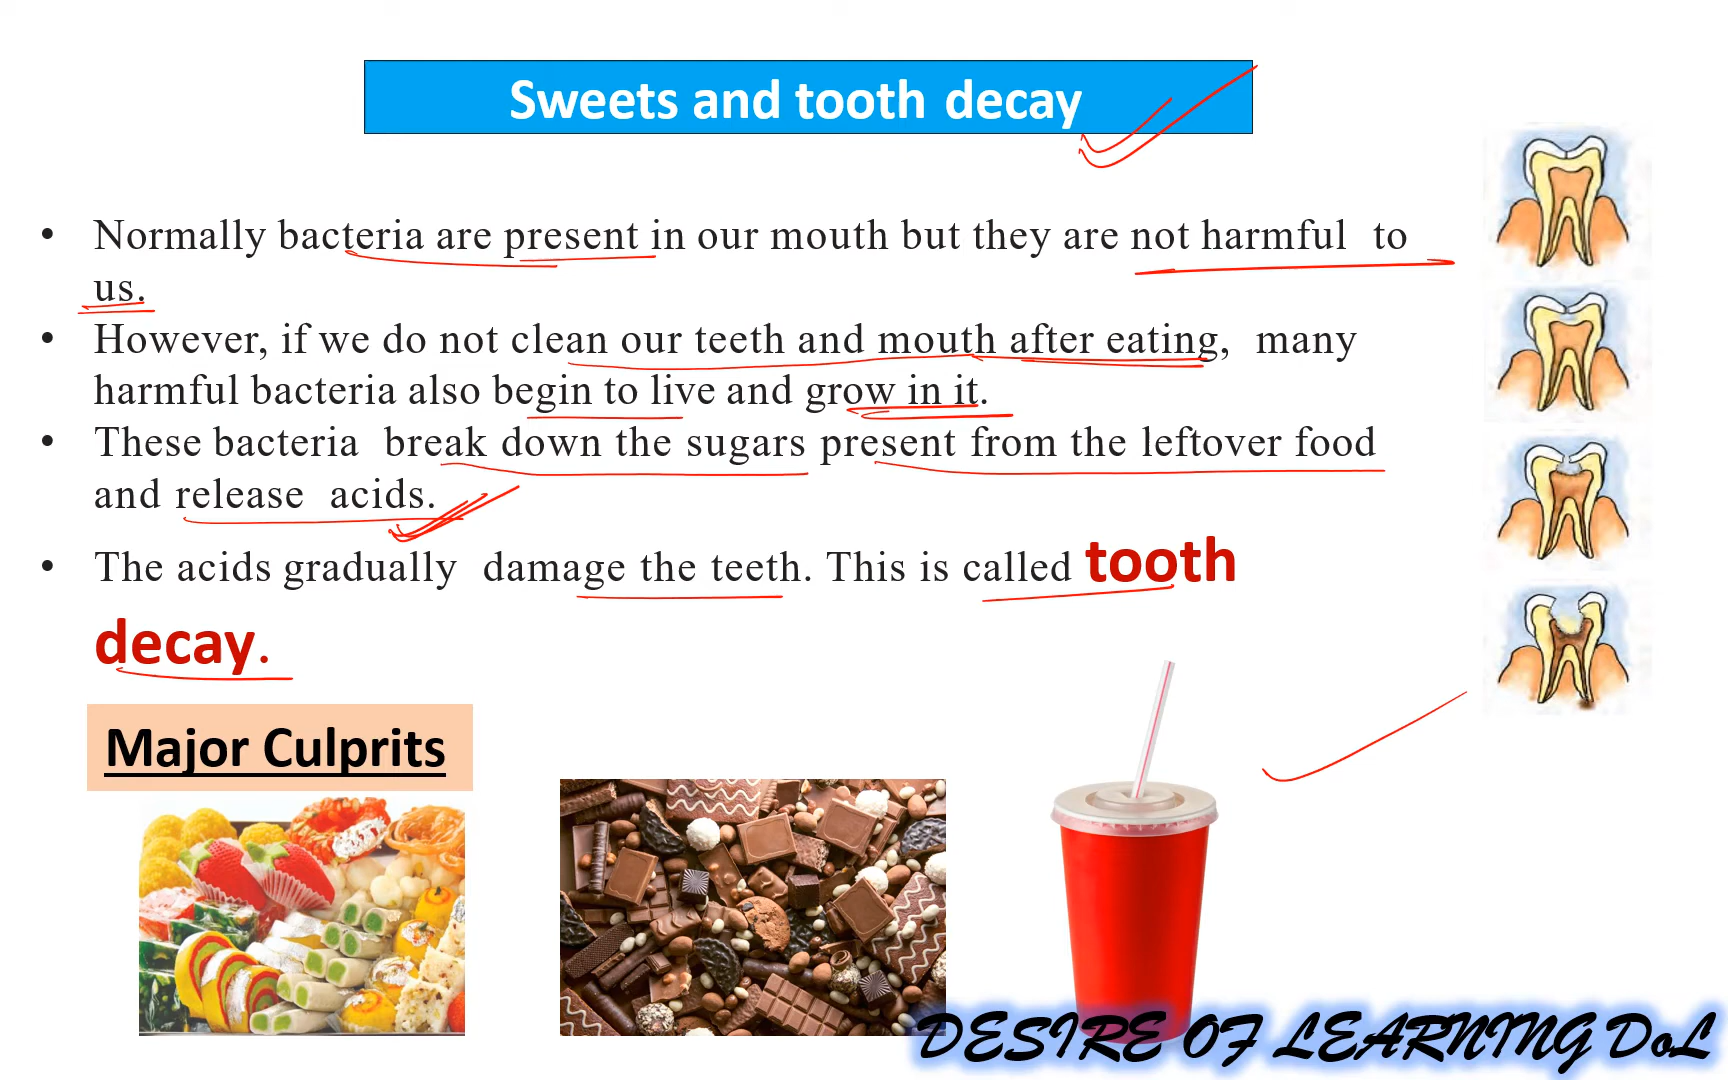 Sweets and tooth decay
• Normally bacteria are present in our mouth but they are not harmful to
us.
• However, if we do not clean our teeth and mouth after eating, many
harmful bacteria also begin to live and grow in it.
• These bacteria break down the sugars present from the leftover food
and release acids.
• The acids gradually damage the teeth. This is called tooth
decay.
Major Culprits
DESIRE OF LEARNING DoL